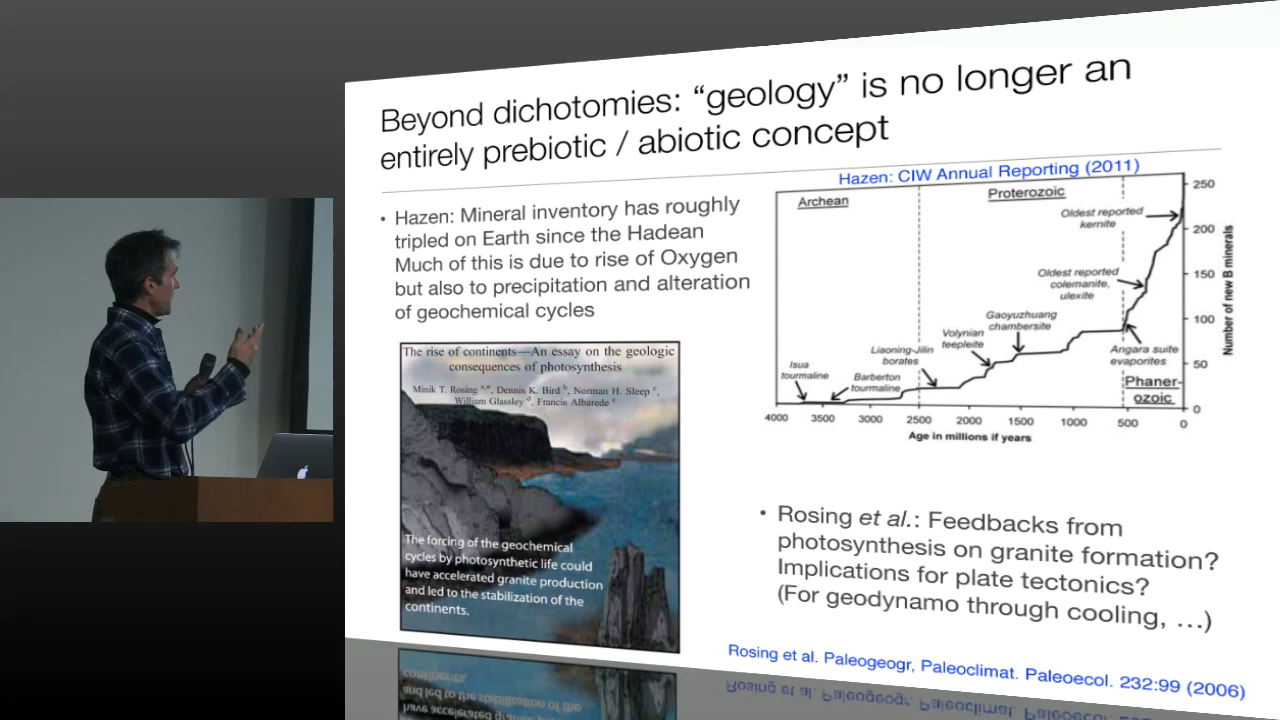 Beyond dichotomies: “geology” is no longer an
entirely prebiotic / abiotic concept
• Hazen: Mineral inventory has roughly
tripled on Earth since the Hadean
Much of this is due to rise of Oxygen
but also to precipitation and alteration
of geochemical cycles
Hazen: CIW Annual Reporting (2011)
Archean
Proterozoic
Phaner-
ozoic
Oldest reported
kernite
Oldest reported
colemanite,
ulexite
Gaoyuzhuang
chambersite
Volynian
teepleite
Liaoning-Jilin
borates
Isua
tourmaline
Barberton
tourmaline
Angara suite
evaporites
250
200
150
100
50
0
Number of new B minerals
4000 3500 3000 2500 2000 1500 1000 500 0
Age in millions if years
The rise of continents—An essay on the geologic
consequences of photosynthesis
Minik T. Rosing a,*, Dennis K. Bird b, Norman H. Sleep c,
William Glassley d, Francis Albarede e
The forcing of the geochemical
cycles by photosynthetic life could
have accelerated granite production
and led to the stabilization of the
continents.
• Rosing et al.: Feedbacks from
photosynthesis on granite formation?
Implications for plate tectonics?
(For geodynamo through cooling, …)
Rosing et al. Paleogeogr, Paleoclimat. Paleoecol. 232:99 (2006)